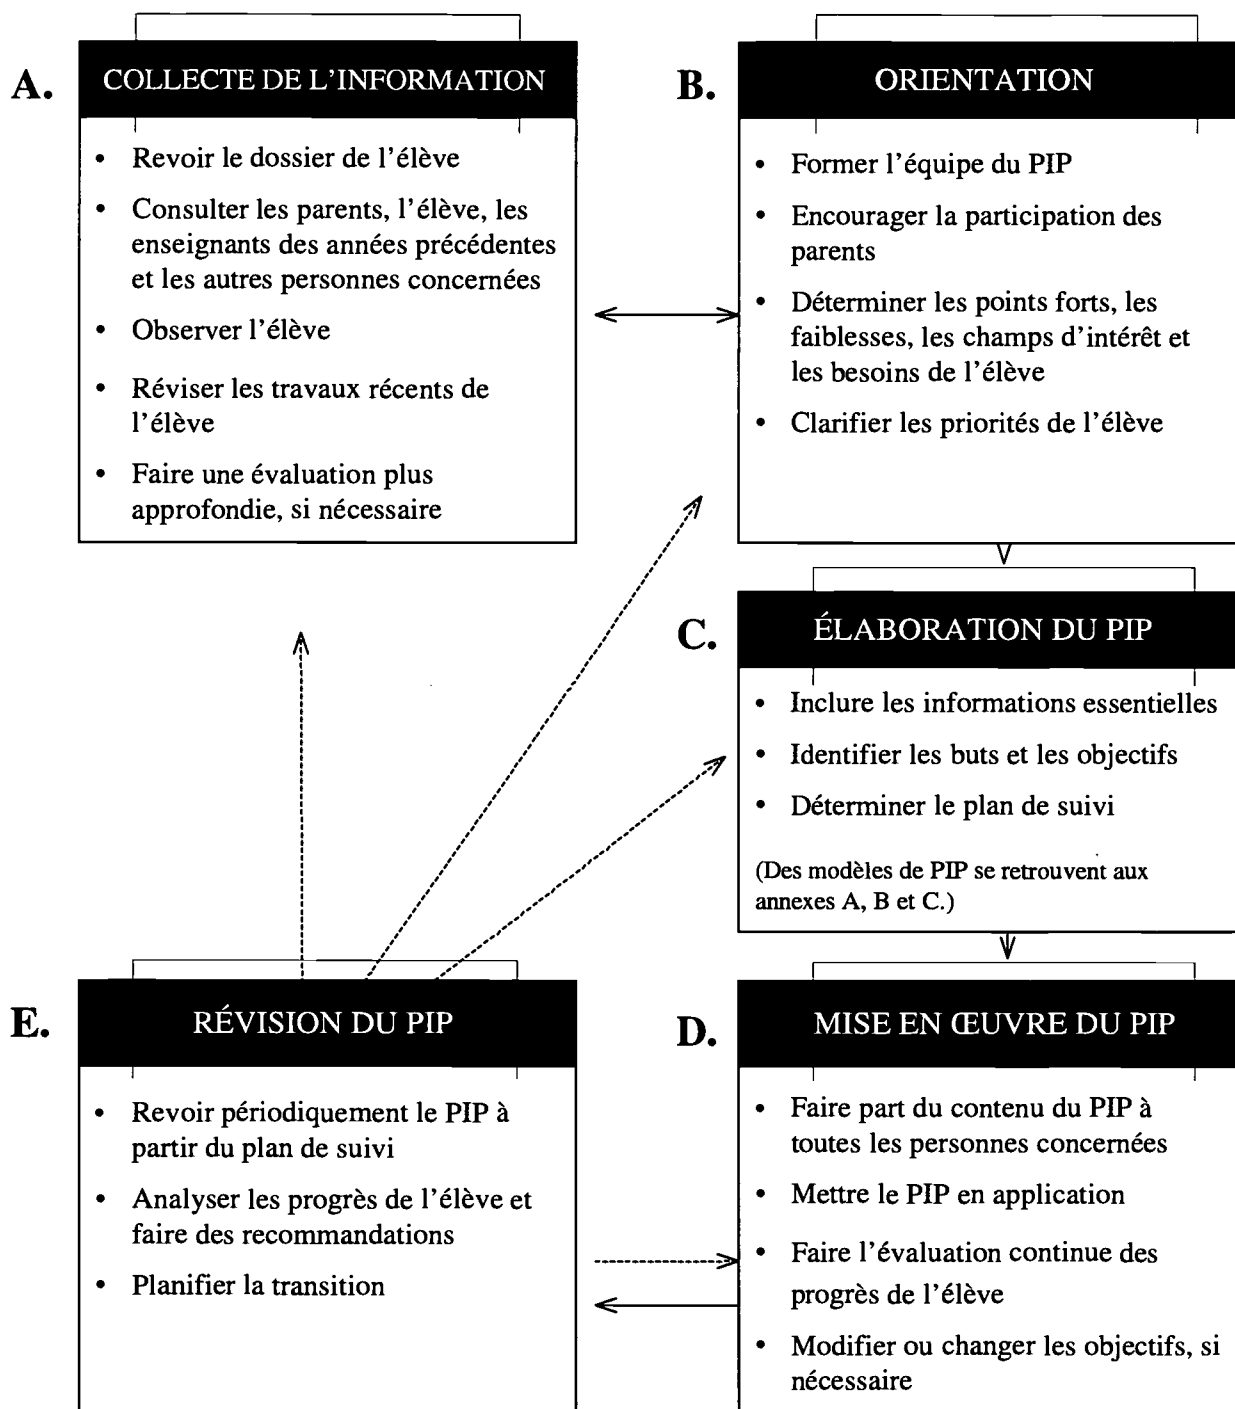 A.
COLLECTE DE L'INFORMATION
• Revoir le dossier de l'élève
• Consulter les parents, l'élève, les
enseignants des années précédentes
et les autres personnes concernées
• Observer l'élève
• Réviser les travaux récents de
l'élève
• Faire une évaluation plus
approfondie, si nécessaire
B.
ORIENTATION
• Former l'équipe du PIP
• Encourager la participation des
parents
• Déterminer les points forts, les
faiblesses, les champs d'intérêt et
les besoins de l'élève
• Clarifier les priorités de l'élève
C.
ÉLABORATION DU PIP
• Inclure les informations essentielles
• Identifier les buts et les objectifs
• Déterminer le plan de suivi
(Des modèles de PIP se retrouvent aux
annexes A, B et C.)
D.
MISE EN ŒUVRE DU PIP
• Faire part du contenu du PIP à
toutes les personnes concernées
• Mettre le PIP en application
• Faire l'évaluation continue des
progrès de l'élève
• Modifier ou changer les objectifs, si
nécessaire
E.
RÉVISION DU PIP
• Revoir périodiquement le PIP à
partir du plan de suivi
• Analyser les progrès de l'élève et
faire des recommandations
• Planifier la transition